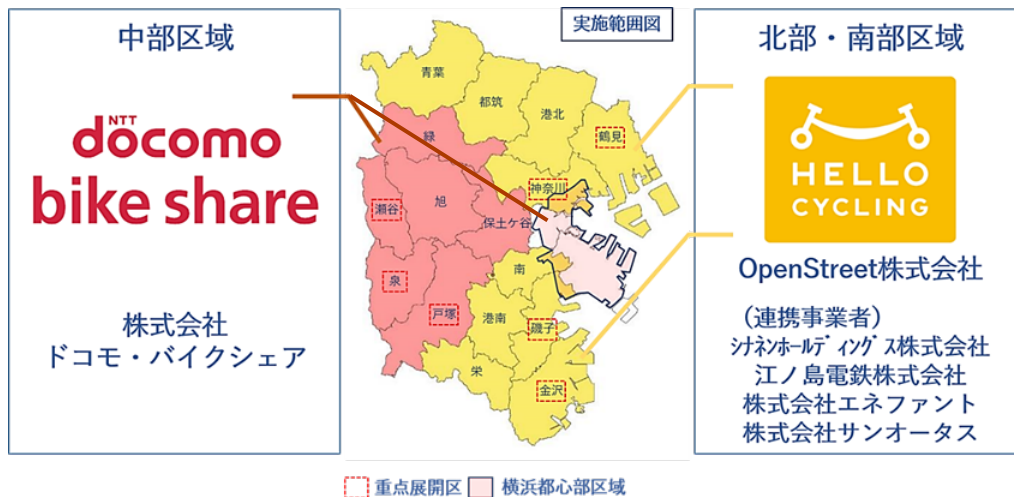 中部区域
NTT
döcomo
bike share
株式会社
ドコモ・バイクシェア
実施範囲図
青葉
都筑
港北
鶴見
緑
神奈川
旭
瀬谷
保土ケ谷
泉
南
戸塚
港南
磯子
栄
金沢
北部・南部区域
HELLO
CYCLING
OpenStreet株式会社
(連携事業者)
シナネンホールディングス株式会社
江ノ島電鉄株式会社
株式会社エネファント
株式会社サンオータス
重点展開区 横浜都心部区域